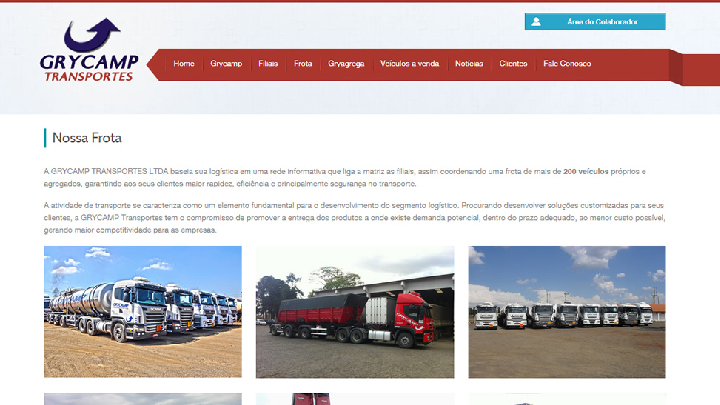 Área do Colaborador
GRYCAMP
TRANSPORTES
Home Grycamp Filiais Frota Gryagrega Veículos a venda Notícias Clientes Fale Conosco
Nossa Frota
A GRYCAMP TRANSPORTES LTDA baseia sua logística em uma rede informativa que liga a matriz as filiais, assim coordenando uma frota de mais de 200 veículos próprios e
agregados, garantindo aos seus clientes maior rapidez, eficiência e principalmente segurança no transporte.
A atividade de transporte se caracteriza como um elemento fundamental para o desenvolvimento do segmento logístico. Procurando desenvolver soluções customizadas para seus
clientes, a GRYCAMP Transportes tem o compromisso de promover a entrega dos produtos a onde existe demanda potencial, dentro do prazo adequado, ao menor custo possível,
gerando maior competitividade para as empresas.